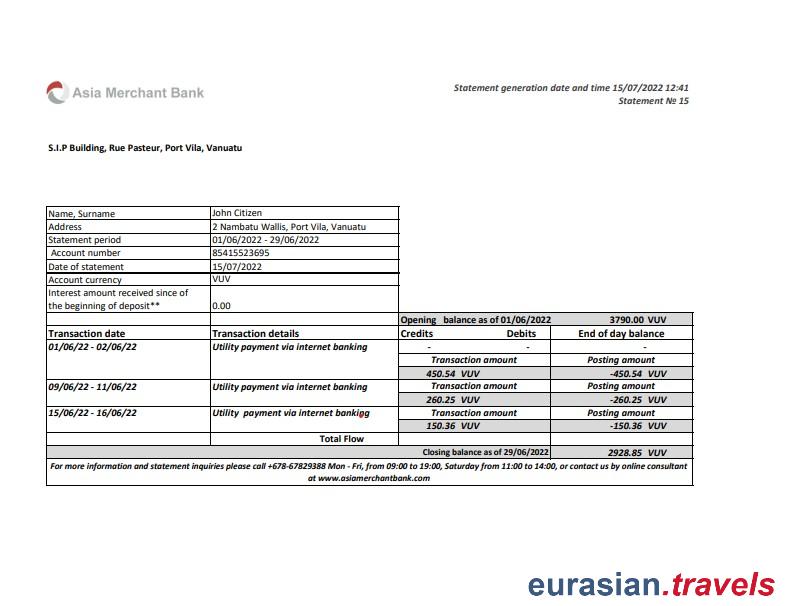 Asia Merchant Bank
Statement generation date and time 15/07/2022 12:41
Statement № 15
S.I.P Building, Rue Pasteur, Port Vila, Vanuatu
Name, Surname John Citizen
Address 2 Nambatu Wallis, Port Vila, Vanuatu
Statement period 01/06/2022 - 29/06/2022
Account number 85415523695
Date of statement 15/07/2022
Account currency VUV
Interest amount received since of
the beginning of deposit** 0.00
Opening balance as of 01/06/2022 3790.00 VUV
Transaction date Transaction details Credits Debits End of day balance
01/06/22 - 02/06/22 Utility payment via internet banking - - -
Transaction amount Posting amount
450.54 VUV -450.54 VUV
09/06/22 - 11/06/22 Utility payment via internet banking Transaction amount Posting amount
260.25 VUV -260.25 VUV
15/06/22 - 16/06/22 Utility payment via internet banking Transaction amount Posting amount
150.36 VUV -150.36 VUV
Total Flow
Closing balance as of 29/06/2022 2928.85 VUV
For more information and statement inquiries please call +678-67829388 Mon - Fri, from 09:00 to 19:00, Saturday from 11:00 to 14:00, or contact us by online consultant
at www.asiamerchantbank.com
eurasian.travels